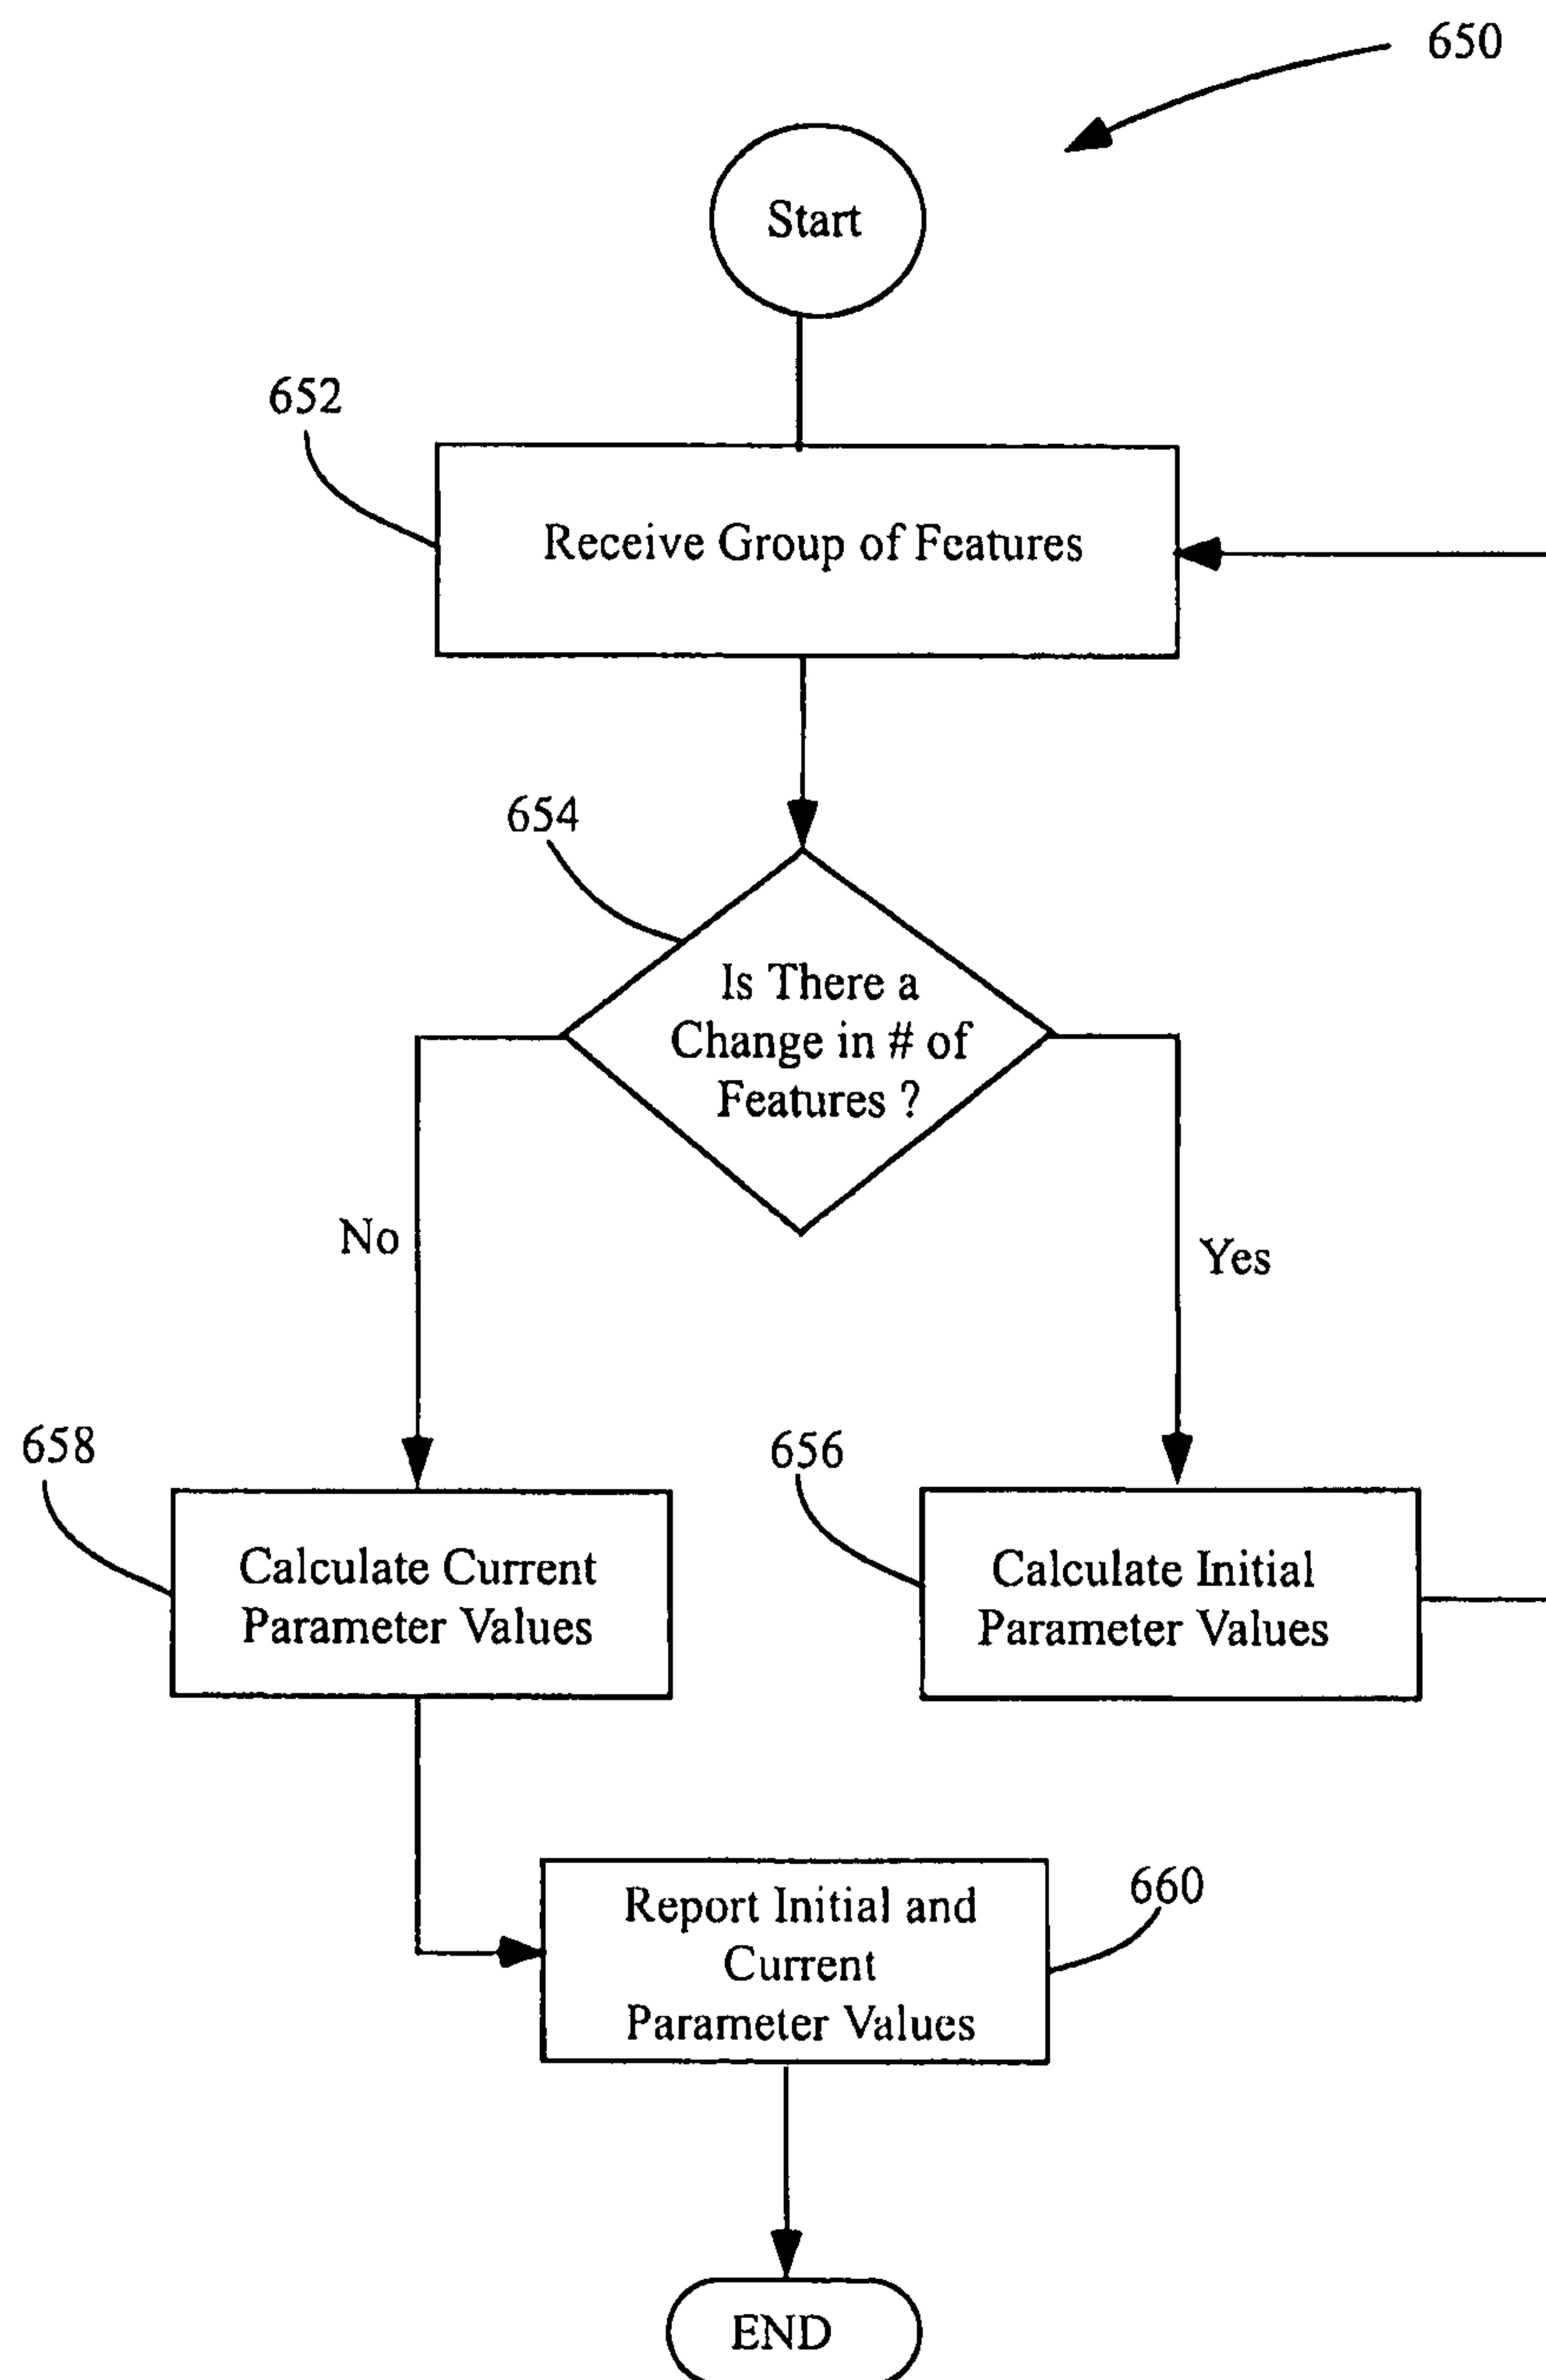 650
Start
652
Receive Group of Features
654
Is There a
Change in # of
Features ?
No
Yes
658
656
Calculate Current
Parameter Values
Calculate Initial
Parameter Values
660
Report Initial and
Current
Parameter Values
END